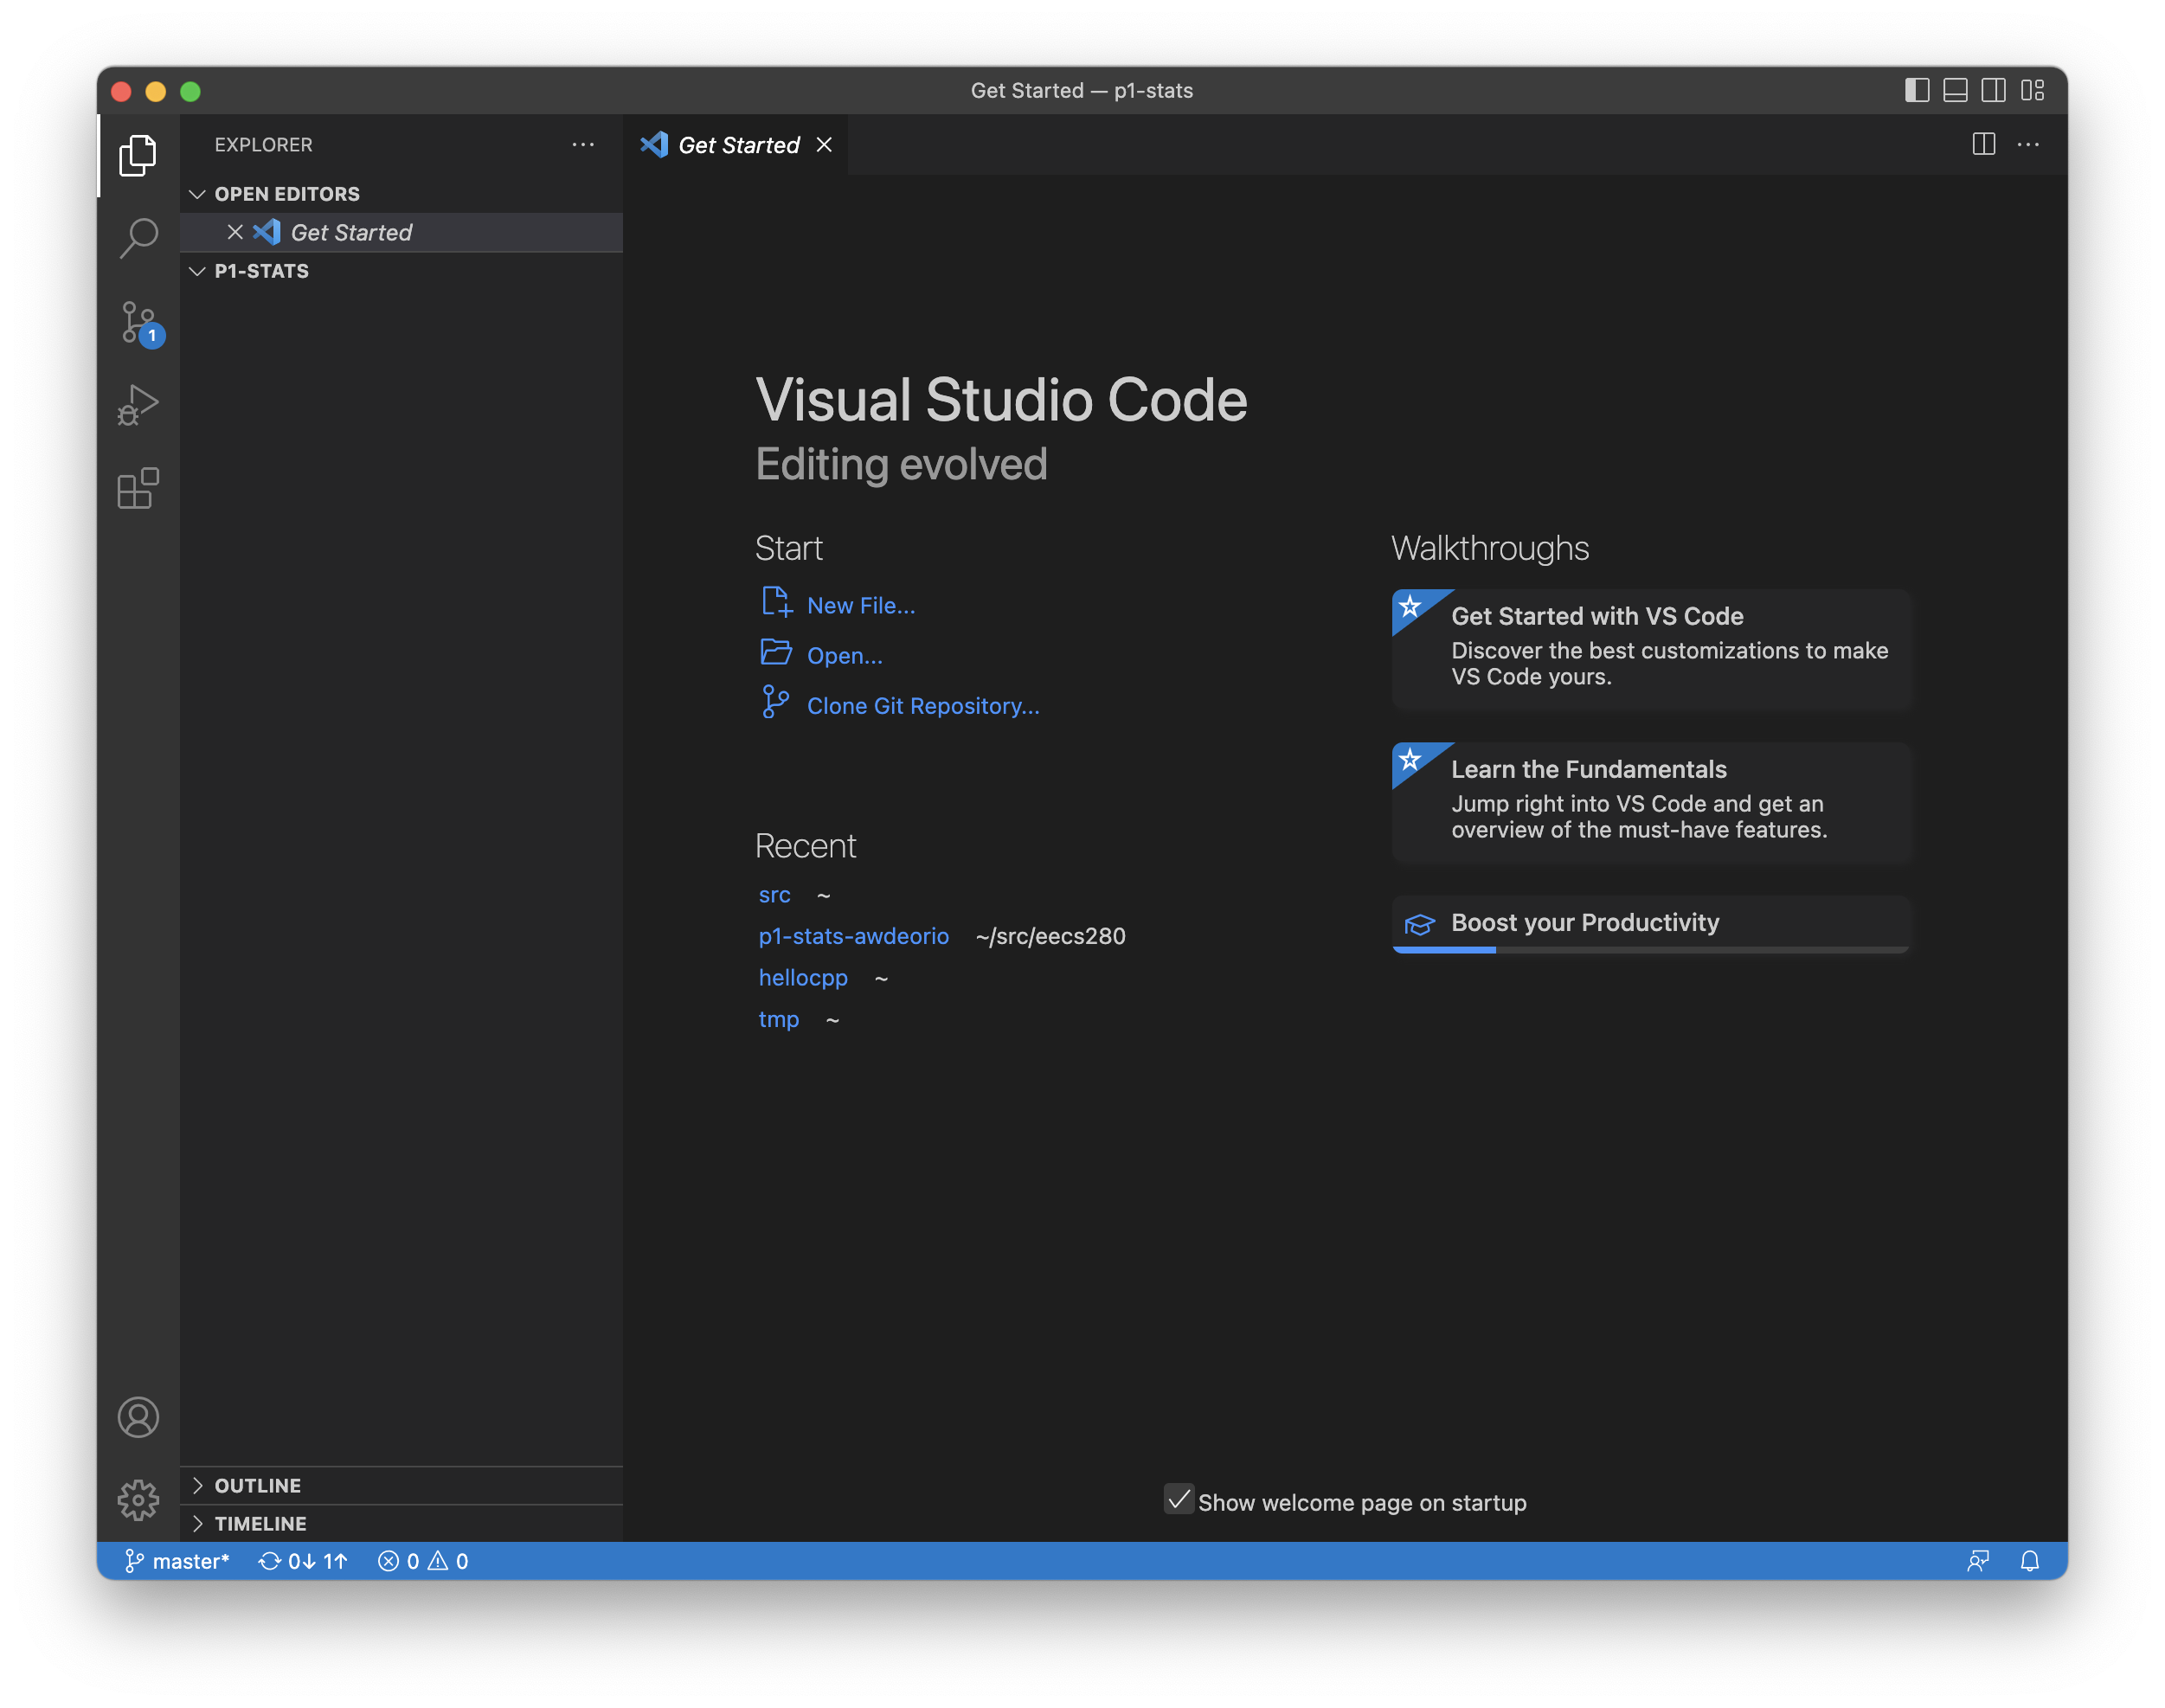 Get Started — p1-stats
EXPLORER
Get Started
OPEN EDITORS
Get Started
P1-STATS
1
Visual Studio Code
Editing evolved
Start
New File...
Open...
Clone Git Repository...
Recent
src ~
p1-stats-awdeorio ~/src/eecs280
hellocpp ~
tmp ~
Walkthroughs
Get Started with VS Code
Discover the best customizations to make
VS Code yours.
Learn the Fundamentals
Jump right into VS Code and get an
overview of the must-have features.
Boost your Productivity
Show welcome page on startup
OUTLINE
TIMELINE
master* 0↓ 1↑ 0 0